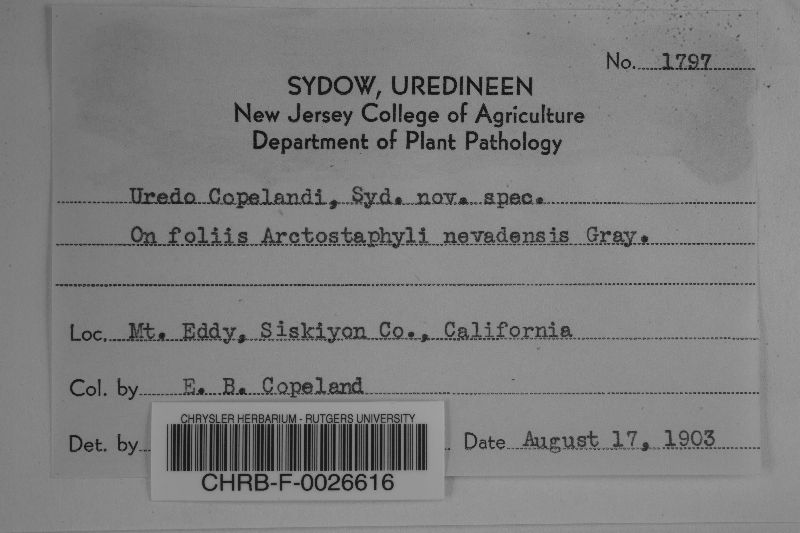 No. 1797
SYDOW, UREDINEEN
New Jersey College of Agriculture
Department of Plant Pathology
Uredo Copelandi, Syd. nov. spec.
On foliis Arctostaphyli nevadensis Gray.
Loc. Mt. Eddy, Siskiyon Co., California
Col. by E. B. Copeland
Det. by
Date August 17, 1903
CHRYSLER HERBARIUM - RUTGERS UNIVERSITY
CHRB-F-0026616